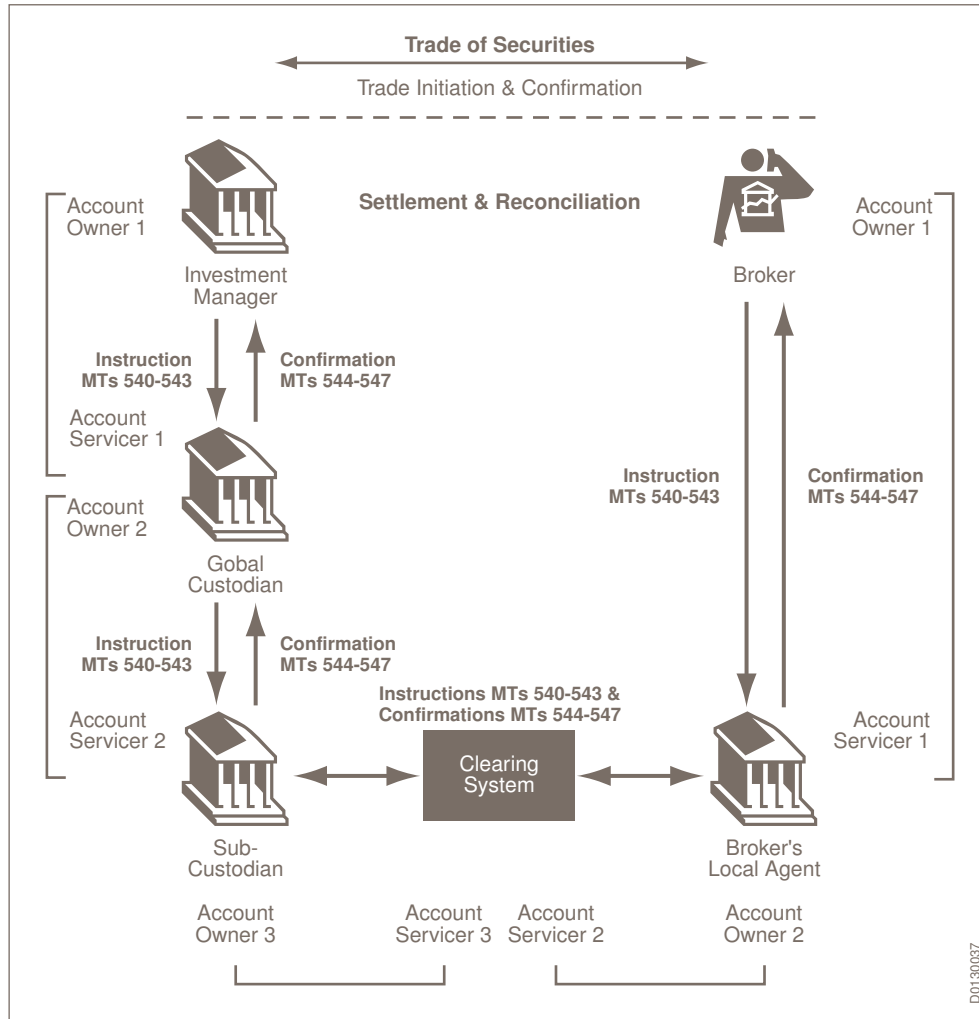 Trade of Securities
Trade Initiation & Confirmation
Settlement & Reconciliation
Account
Owner 1
Account
Owner 1
Investment
Manager
Broker
Instruction
MTs 540-543
Confirmation
MTs 544-547
Account
Servicer 1
Account
Owner 2
Instruction
MTs 540-543
Confirmation
MTs 544-547
Gobal
Custodian
Instruction
MTs 540-543
Confirmation
MTs 544-547
Account
Servicer 2
Instructions MTs 540-543 &
Confirmations MTs 544-547
Account
Servicer 1
Clearing
System
Sub-
Custodian
Broker's
Local Agent
Account
Owner 3
Account
Servicer 3
Account
Servicer 2
Account
Owner 2
D0130037